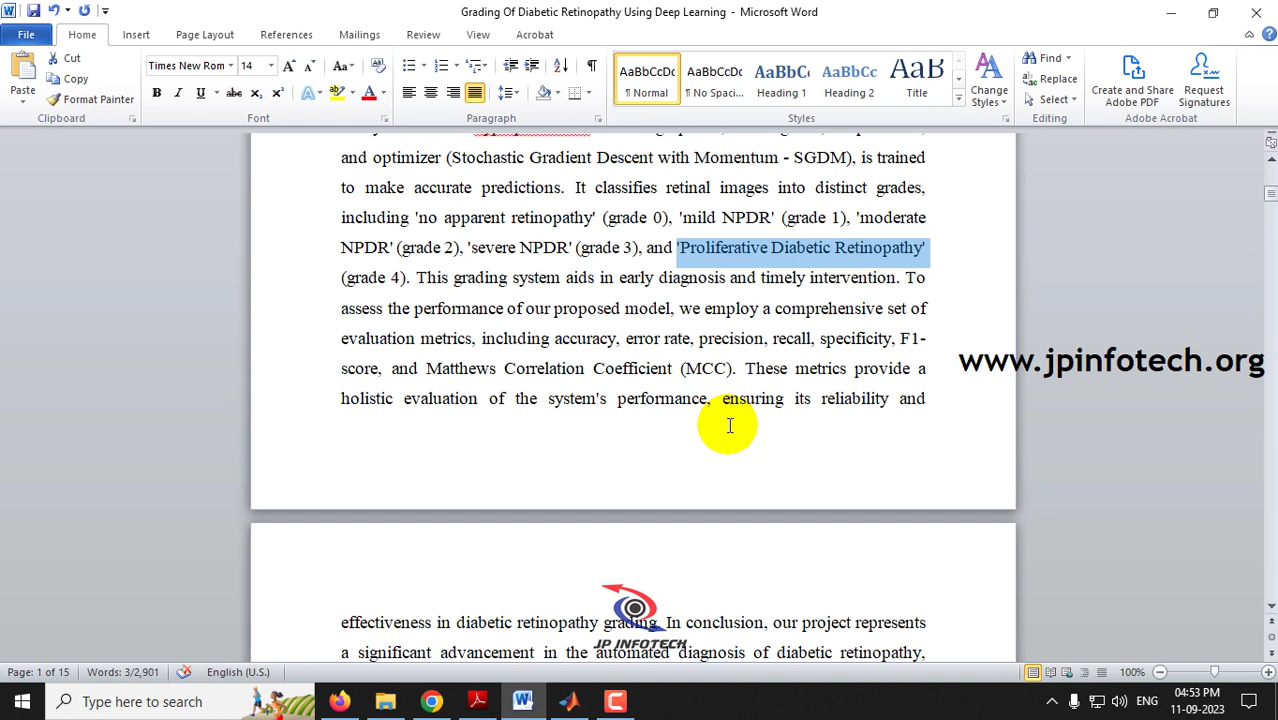 Grading Of Diabetic Retinopathy Using Deep Learning - Microsoft Word
File Home Insert Page Layout References Mailings Review View Acrobat
Paste
Cut
Copy
Format Painter
Clipboard
Times New Rom 14
Font
Paragraph
AaBbCcDc AaBbCcDc AaBbCc AaBbCc AaB
¶ Normal ¶ No Spaci... Heading 1 Heading 2 Title
Change Styles
Styles
Find
Replace
Select
Editing
Create and Share Adobe PDF
Request Signatures
Adobe Acrobat
and optimizer (Stochastic Gradient Descent with Momentum - SGDM), is trained
to make accurate predictions. It classifies retinal images into distinct grades,
including 'no apparent retinopathy' (grade 0), 'mild NPDR' (grade 1), 'moderate
NPDR' (grade 2), 'severe NPDR' (grade 3), and 'Proliferative Diabetic Retinopathy'
(grade 4). This grading system aids in early diagnosis and timely intervention. To
assess the performance of our proposed model, we employ a comprehensive set of
evaluation metrics, including accuracy, error rate, precision, recall, specificity, F1-
score, and Matthews Correlation Coefficient (MCC). These metrics provide a
holistic evaluation of the system's performance, ensuring its reliability and
www.jpinfotech.org
effectiveness in diabetic retinopathy grading. In conclusion, our project represents
JP INFOTECH
a significant advancement in the automated diagnosis of diabetic retinopathy,
Page: 1 of 15 Words: 3/2,901 English (U.S.) 100%
Type here to search
ENG
04:53 PM
11-09-2023